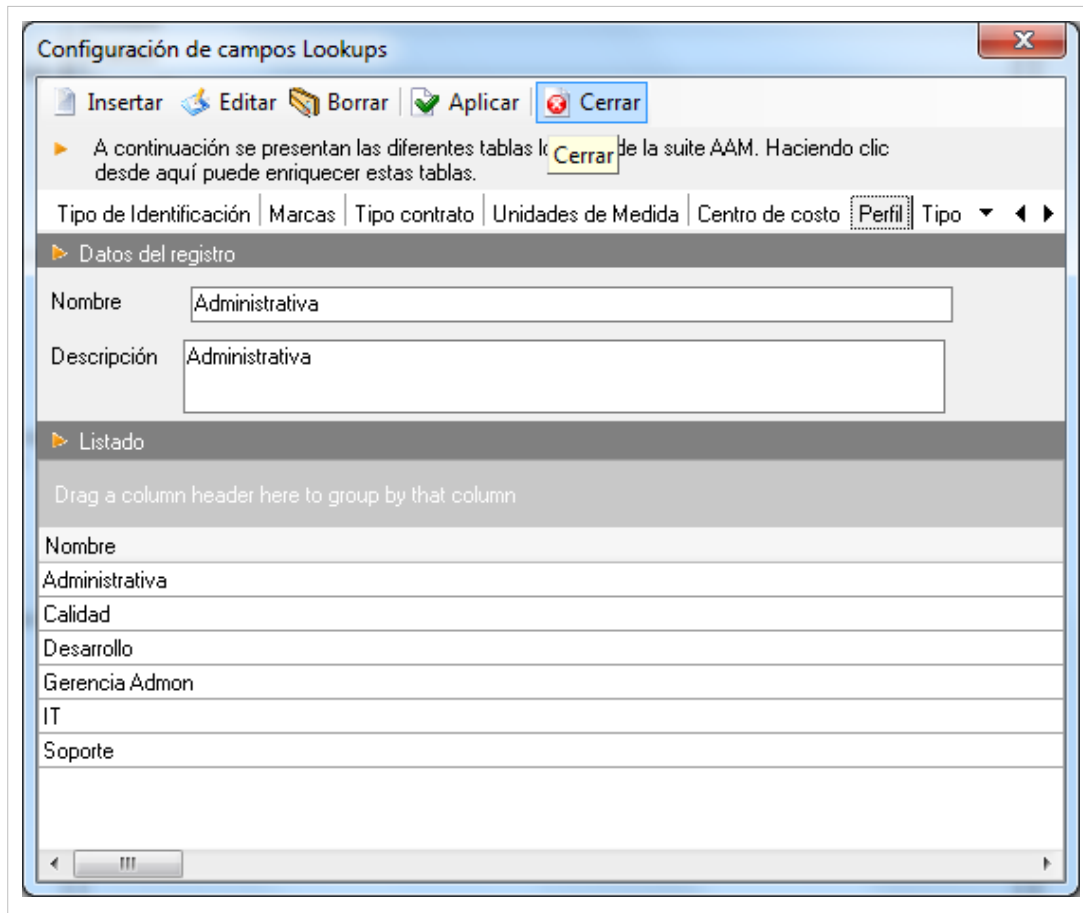 Configuración de campos Lookups
Insertar Editar Borrar Aplicar Cerrar
A continuación se presentan las diferentes tablas de la suite AAM. Haciendo clic
Cerrar
desde aquí puede enriquecer estas tablas.
Tipo de Identificación Marcas Tipo contrato Unidades de Medida Centro de costo Perfil Tipo
Datos del registro
Nombre Administrativa
Descripción Administrativa
Listado
Drag a column header here to group by that column
Nombre
Administrativa
Calidad
Desarrollo
Gerencia Admon
IT
Soporte